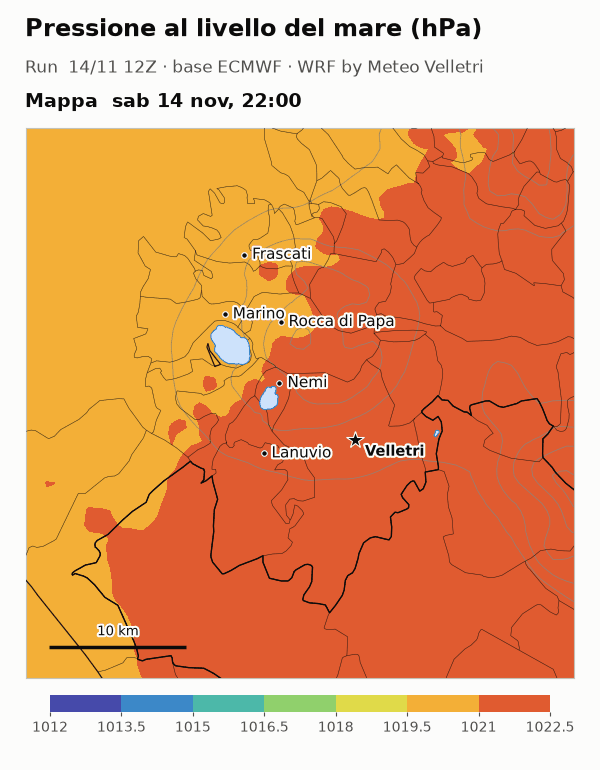 Pressione al livello del mare (hPa)
Run  14/11 12Z · base ECMWF · WRF by Meteo Velletri
Mappa  sab 14 nov, 22:00
Frascati
Marino
Rocca di Papa
Nemi
Velletri
Lanuvio
10 km
1012 1013.5 1015 1016.5 1018 1019.5 1021 1022.5